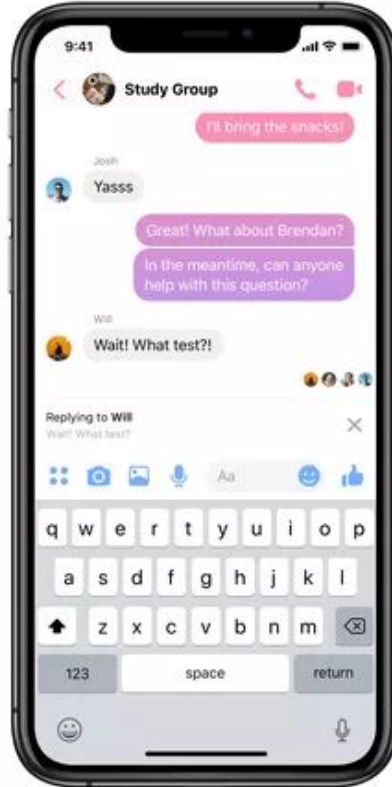 9:41
Study Group
I'll bring the snacks!
Josh
Yasss
Great! What about Brendan?
In the meantime, can anyone
help with this question?
Will
Wait! What test?!
Replying to Will
Wait! What test?
Aa
q w e r t y u i o p
a s d f g h j k l
z x c v b n m
123 space return